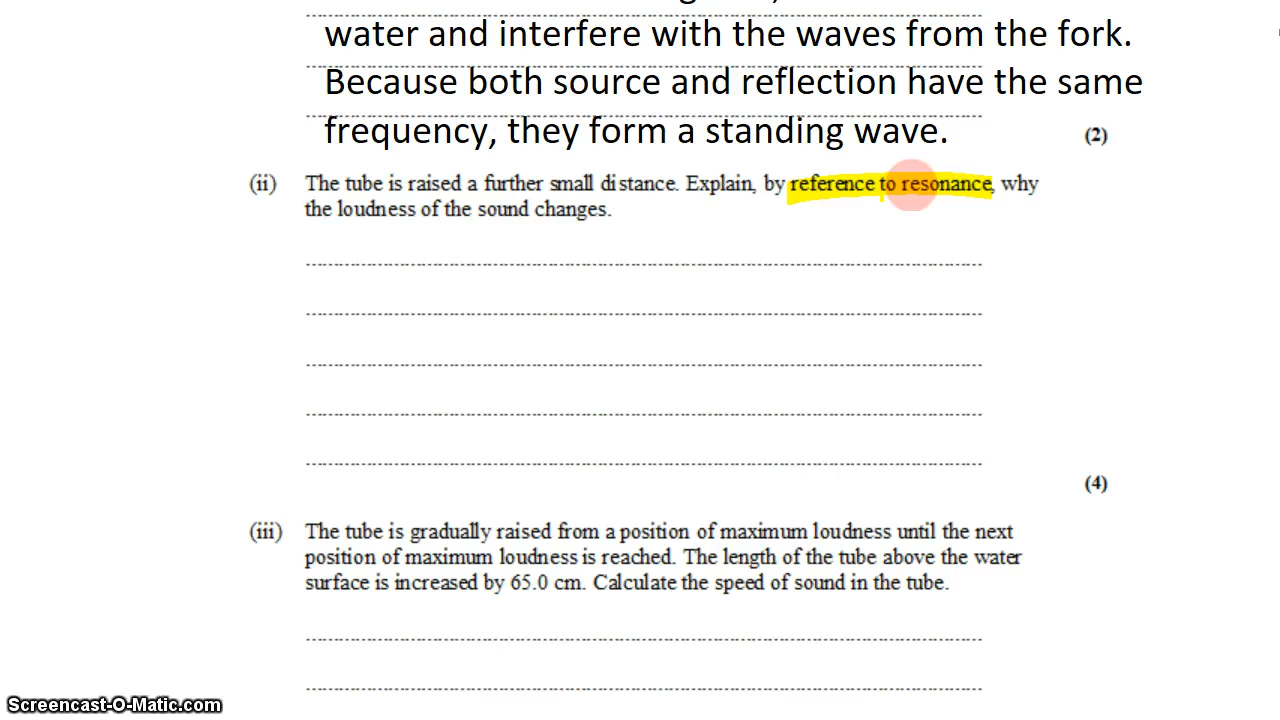 water and interfere with the waves from the fork.
Because both source and reflection have the same
frequency, they form a standing wave.
(2)
(ii) The tube is raised a further small distance. Explain, by reference to resonance, why
the loudness of the sound changes.
(4)
(iii) The tube is gradually raised from a position of maximum loudness until the next
position of maximum loudness is reached. The length of the tube above the water
surface is increased by 65.0 cm. Calculate the speed of sound in the tube.
Screencast-O-Matic.com